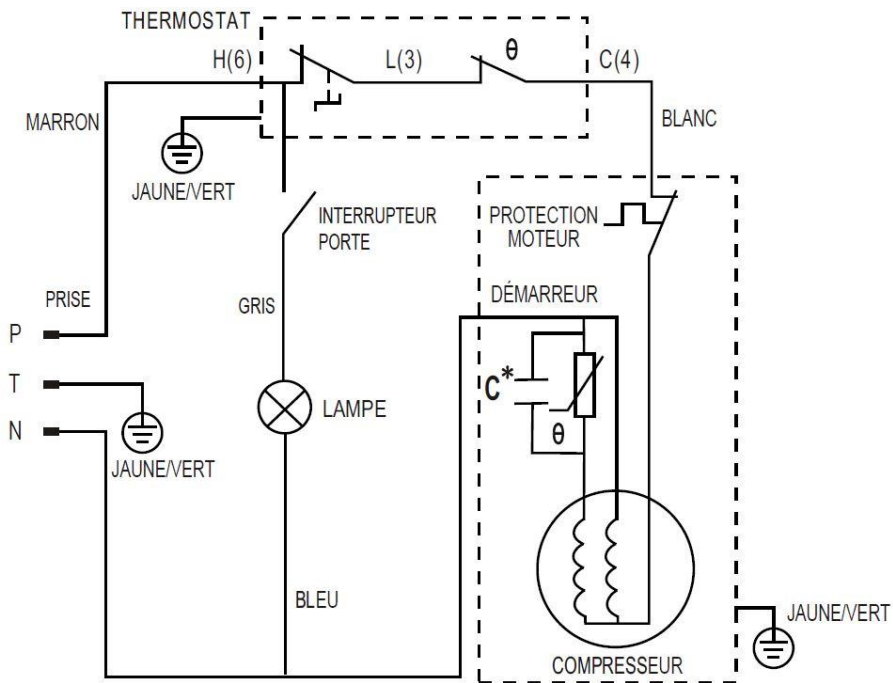 THERMOSTAT
H(6)
L(3)
θ
C(4)
MARRON
BLANC
JAUNE/VERT
INTERRUPTEUR
PORTE
PROTECTION
MOTEUR
PRISE
GRIS
DÉMARREUR
P
T
N
C*
θ
LAMPE
JAUNE/VERT
BLEU
JAUNE/VERT
COMPRESSEUR